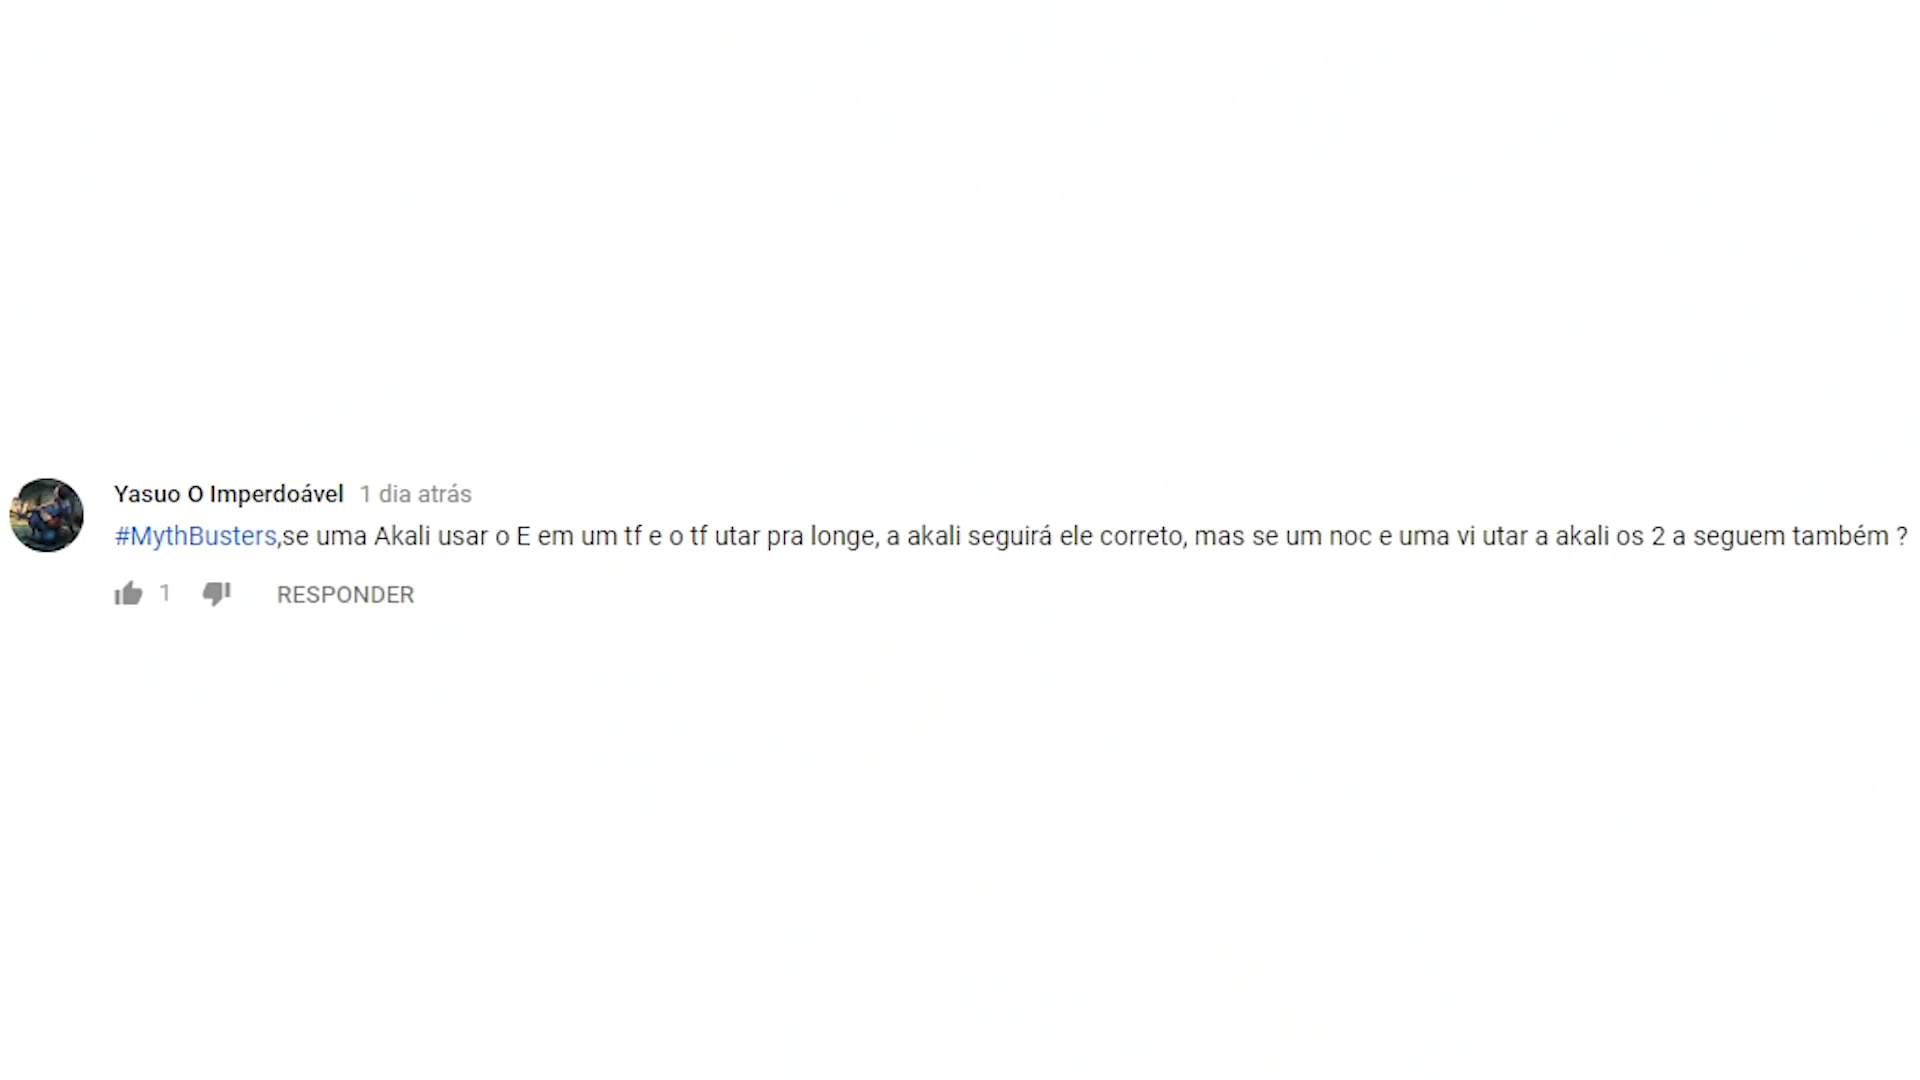 Yasuo O Imperdoável 1 dia atrás
#MythBusters,se uma Akali usar o E em um tf e o tf utar pra longe, a akali seguirá ele correto, mas se um noc e uma vi utar a akali os 2 a seguem também ?
1 RESPONDER